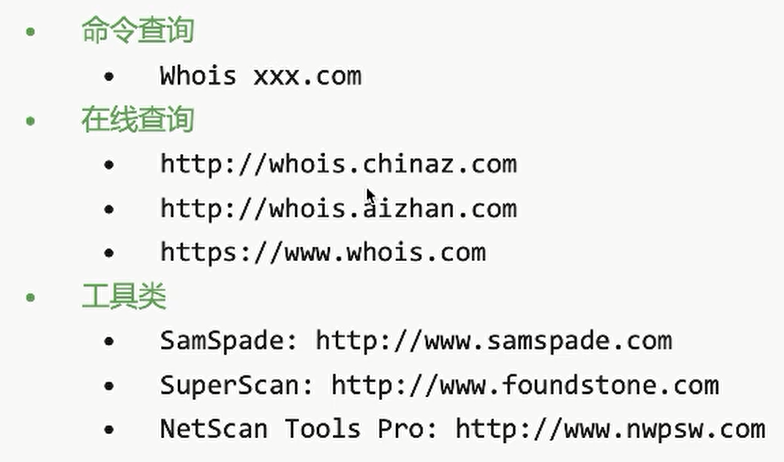 命令查询
Whois xxx.com
在线查询
http://whois.chinaz.com
http://whois.aizhan.com
https://www.whois.com
工具类
SamSpade: http://www.samspade.com
SuperScan: http://www.foundstone.com
NetScan Tools Pro: http://www.nwpsw.com